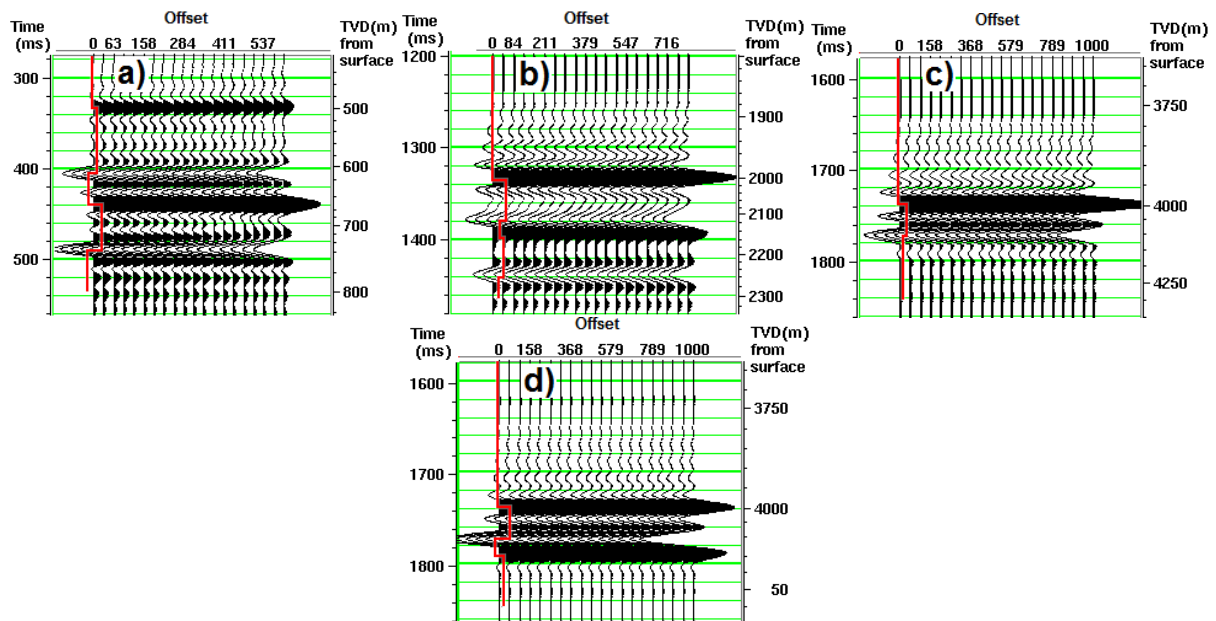 Offset
Time
(ms)
0 63 158 284 411 537
TVD(m)
from
surface
a)
300
400
500
500
600
700
800
Offset
Time
(ms)
0 84 211 379 547 716
TVD(m)
from
surface
b)
1200
1300
1400
1900
2000
2100
2200
2300
Offset
Time
(ms)
0 158 368 579 789 1000
TVD(m)
from
surface
c)
1600
1700
1800
3750
4000
4250
Offset
Time
(ms)
0 158 368 579 789 1000
TVD(m)
from
surface
d)
1600
1700
1800
3750
4000
50